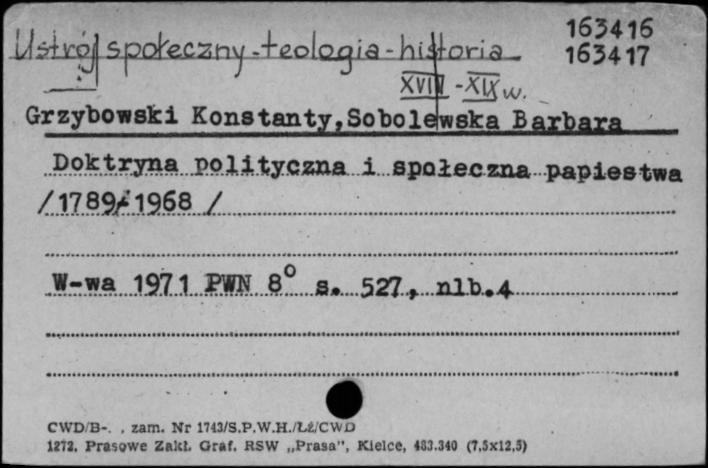 163416
Ustrój społeczny - teologia - historia
163417
XVIII - XIX w.
Grzybowski Konstanty, Sobolewska Barbara
Doktryna polityczna i społeczna papiestwa
/1789-1968 /
W-wa 1971 PWN 8° s. 527, nlb.4
CWD/B-. . zam. Nr 1743/S.P.W.H./Łź/CWD
1272. Prasowe Zakł. Graf. RSW „Prasa", Kielce, 483.340 (7,5x12,5)